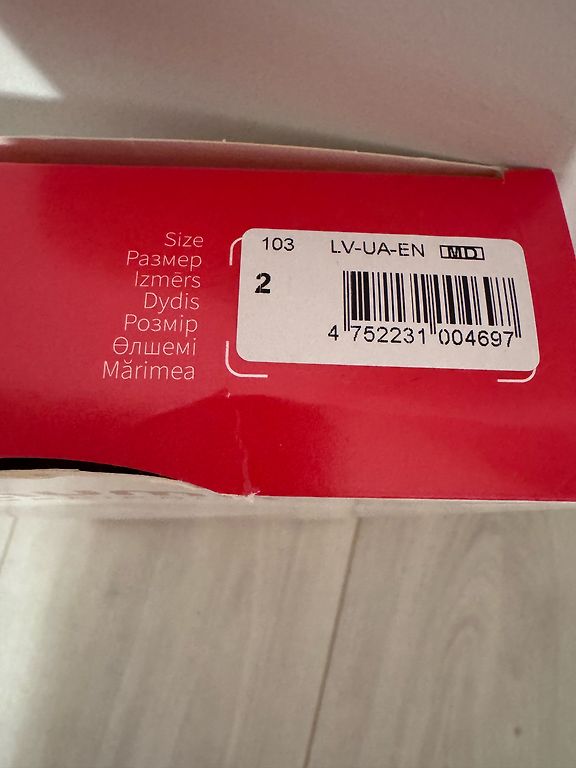 Size
Размер
Izmērs
Dydis
Розмір
Өлшемі
Mărimea
103 LV-UA-EN MD
2
4 752231 004697